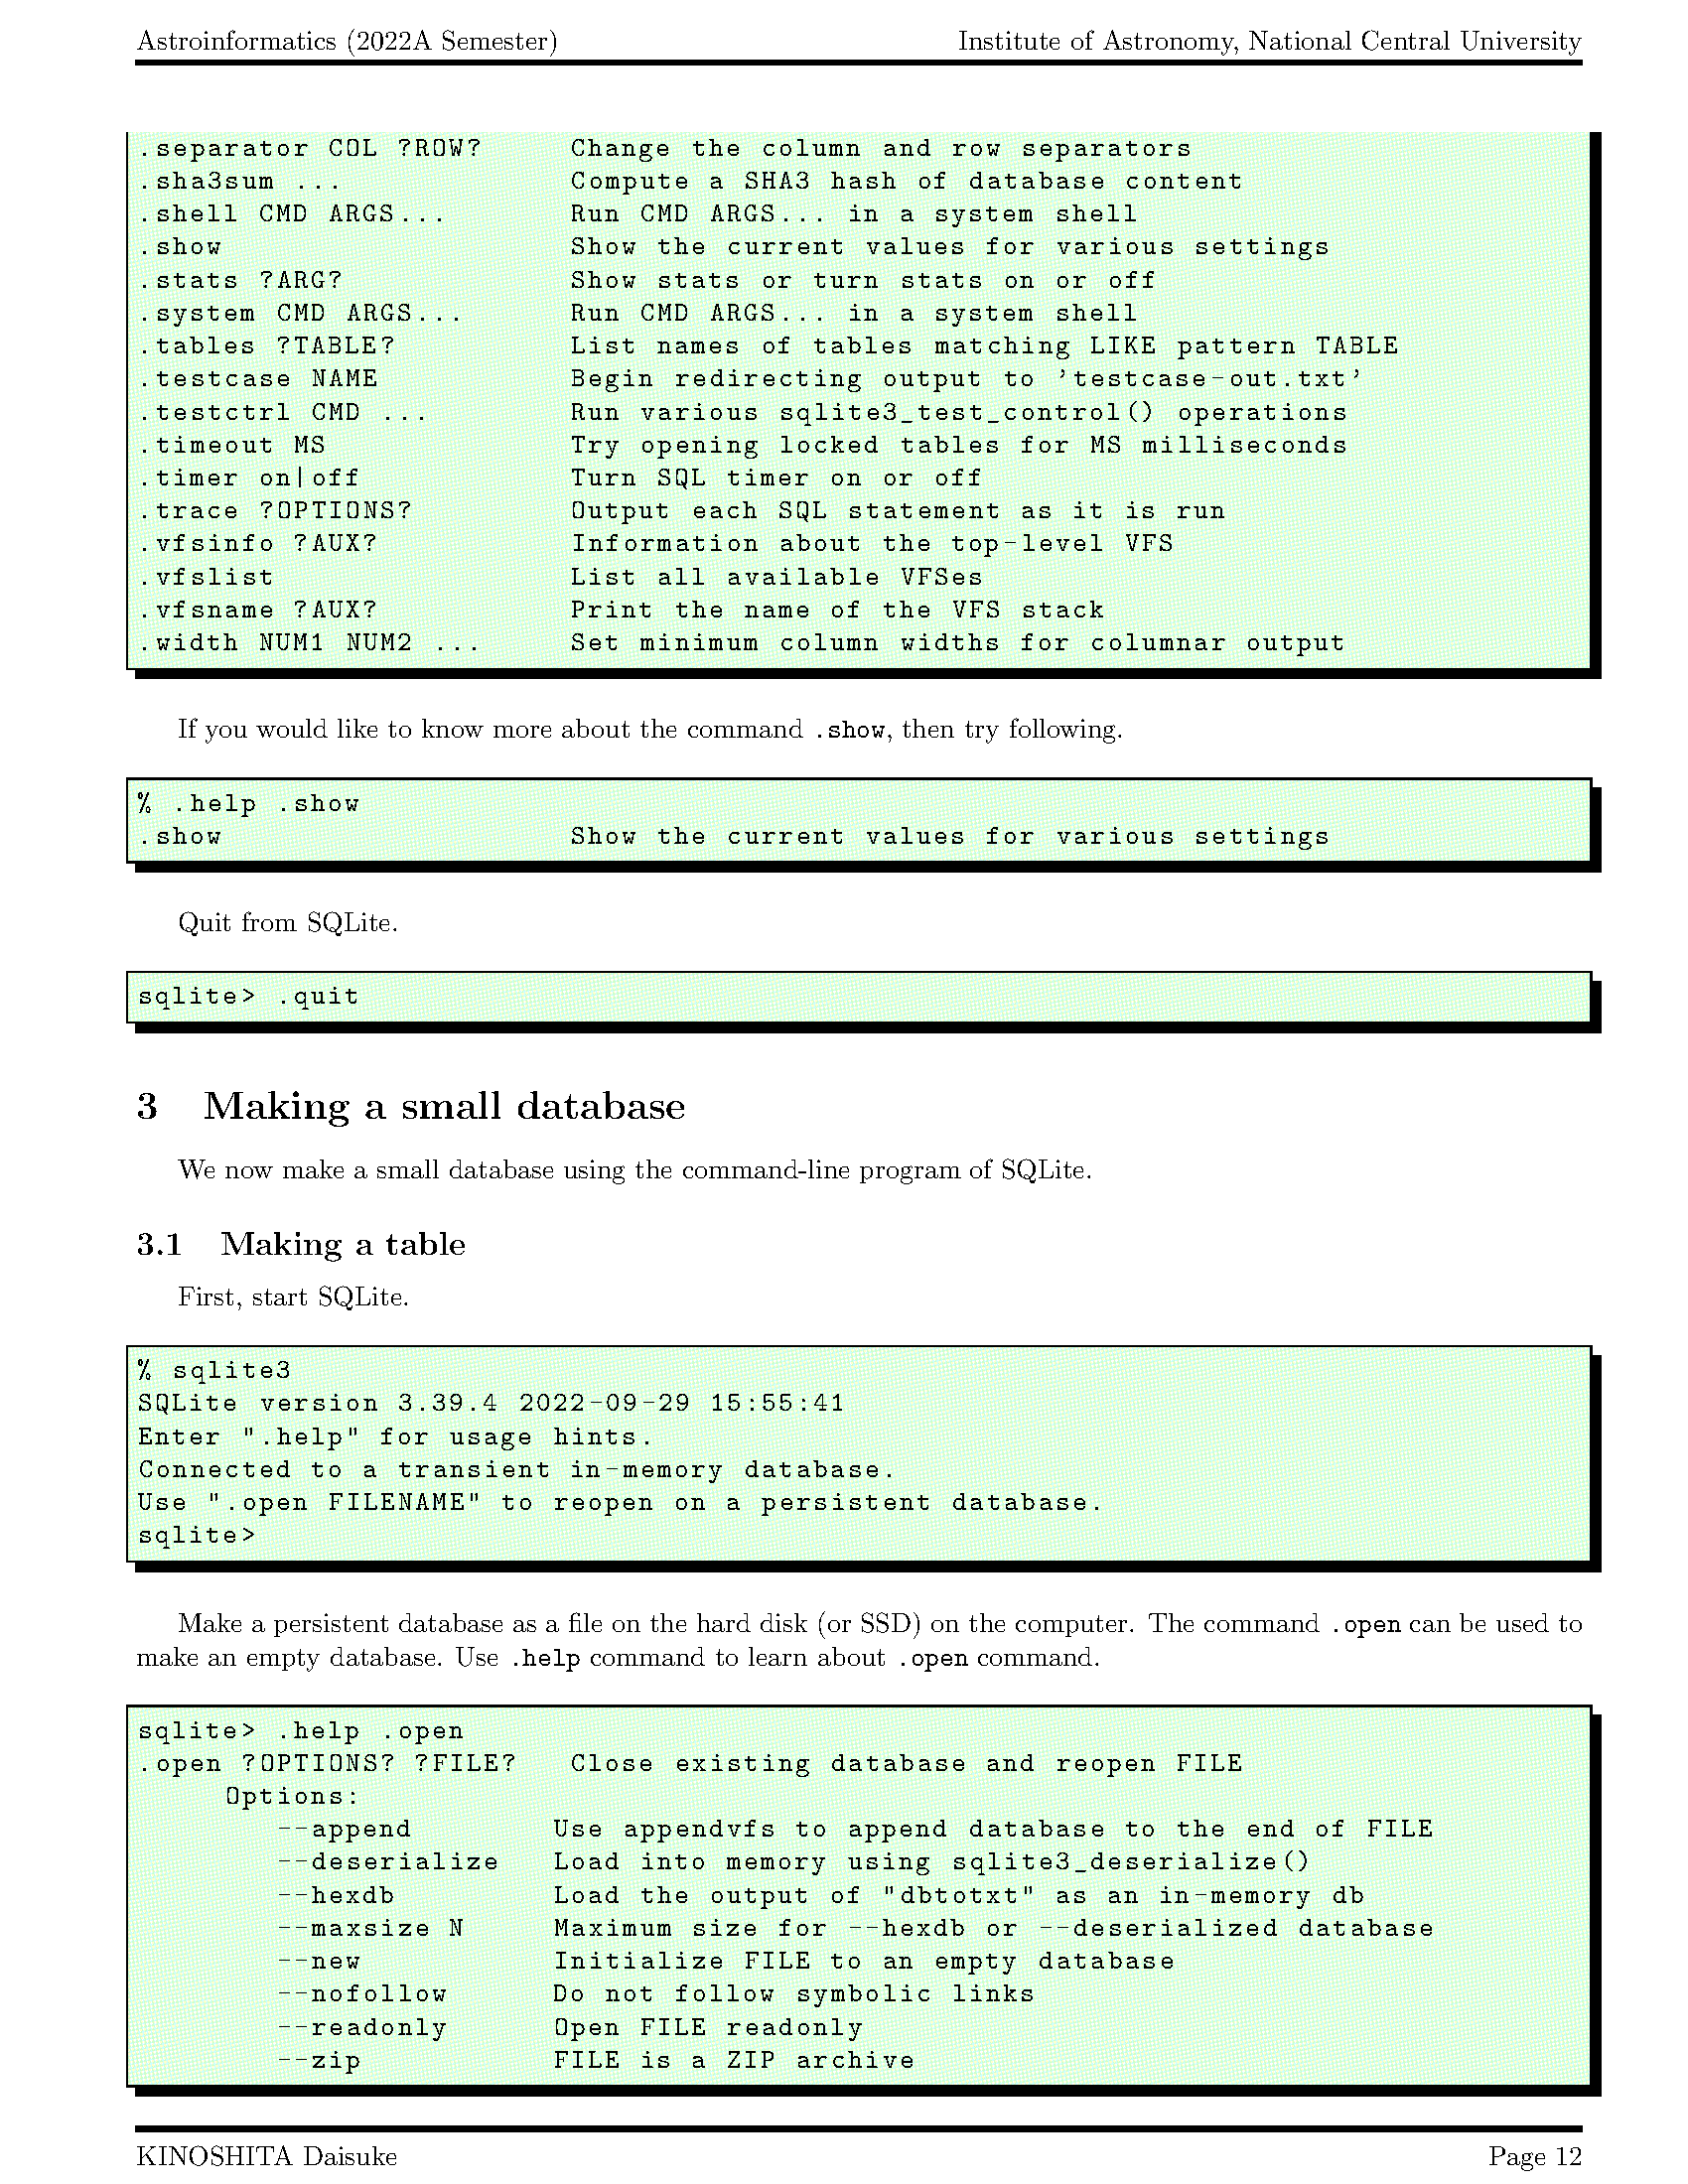 Astroinformatics (2022A Semester) Institute of Astronomy, National Central University
.separator COL ?ROW? Change the column and row separators
.sha3sum ... Compute a SHA3 hash of database content
.shell CMD ARGS... Run CMD ARGS... in a system shell
.show Show the current values for various settings
.stats ?ARG? Show stats or turn stats on or off
.system CMD ARGS... Run CMD ARGS... in a system shell
.tables ?TABLE? List names of tables matching LIKE pattern TABLE
.testcase NAME Begin redirecting output to 'testcase-out.txt'
.testctrl CMD ... Run various sqlite3_test_control() operations
.timeout MS Try opening locked tables for MS milliseconds
.timer on|off Turn SQL timer on or off
.trace ?OPTIONS? Output each SQL statement as it is run
.vfsinfo ?AUX? Information about the top-level VFS
.vfslist List all available VFSes
.vfsname ?AUX? Print the name of the VFS stack
.width NUM1 NUM2 ... Set minimum column widths for columnar output
If you would like to know more about the command .show, then try following.
% .help .show
.show Show the current values for various settings
Quit from SQLite.
sqlite> .quit
3 Making a small database
We now make a small database using the command-line program of SQLite.
3.1 Making a table
First, start SQLite.
% sqlite3
SQLite version 3.39.4 2022-09-29 15:55:41
Enter ".help" for usage hints.
Connected to a transient in-memory database.
Use ".open FILENAME" to reopen on a persistent database.
sqlite>
Make a persistent database as a file on the hard disk (or SSD) on the computer. The command .open can be used to
make an empty database. Use .help command to learn about .open command.
sqlite> .help .open
.open ?OPTIONS? ?FILE? Close existing database and reopen FILE
Options:
--append Use appendvfs to append database to the end of FILE
--deserialize Load into memory using sqlite3_deserialize()
--hexdb Load the output of "dbtotxt" as an in-memory db
--maxsize N Maximum size for --hexdb or --deserialized database
--new Initialize FILE to an empty database
--nofollow Do not follow symbolic links
--readonly Open FILE readonly
--zip FILE is a ZIP archive
KINOSHITA Daisuke Page 12